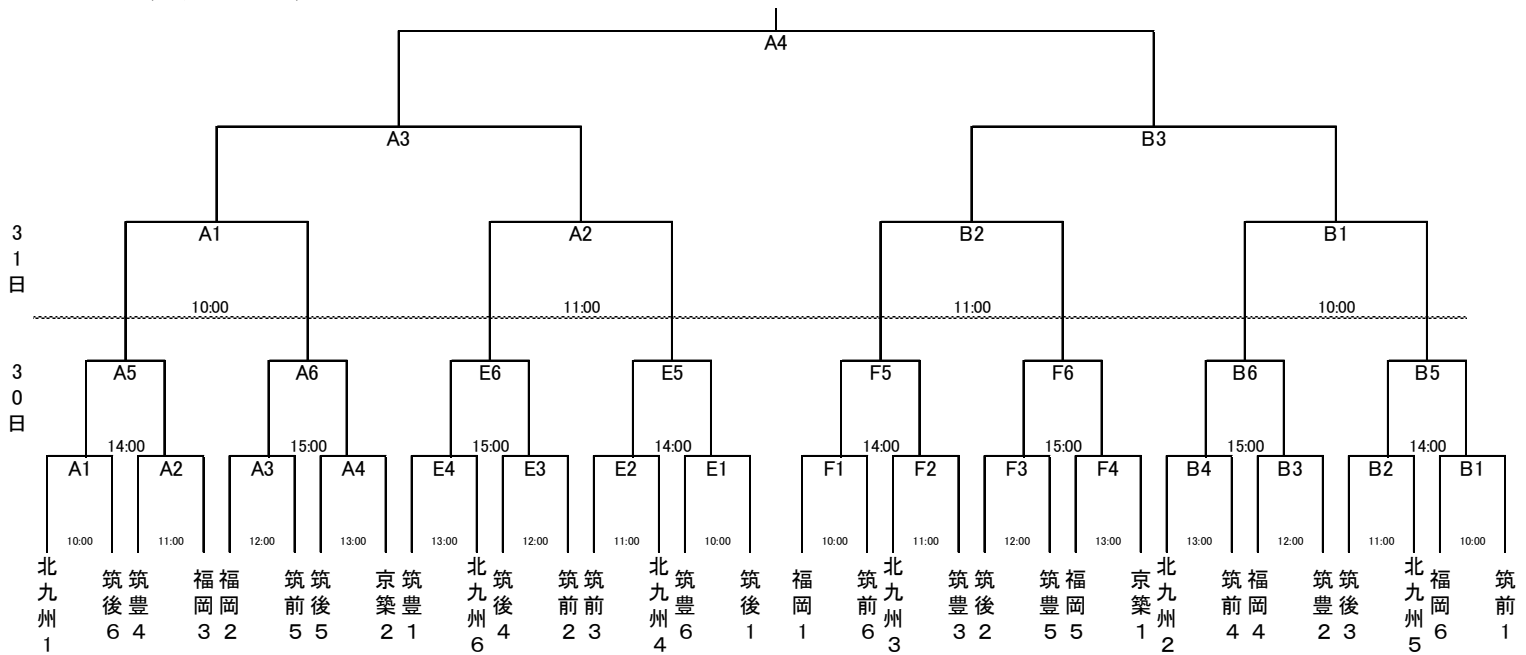 A4
A3 B3
31日
A1 A2 B2 B1
10:00 11:00 11:00 10:00
30日
A5 A6 E6 E5 F5 F6 B6 B5
14:00 15:00 15:00 14:00 14:00 15:00 15:00 14:00
A1 A2 A3 A4 E4 E3 E2 E1 F1 F2 F3 F4 B4 B3 B2 B1
10:00 11:00 12:00 13:00 13:00 12:00 11:00 10:00 10:00 11:00 12:00 13:00 13:00 12:00 11:00 10:00
北九州1
筑後6
筑豊4
福岡3
福岡2
筑前5
筑後5
京築2
筑豊1
北九州6
筑後4
筑前2
筑前3
北九州4
筑豊6
筑後1
福岡1
筑前6
北九州3
筑豊3
筑後2
筑豊5
福岡5
京築1
北九州2
筑前4
福岡4
筑豊2
筑後3
北九州5
福岡6
筑前1